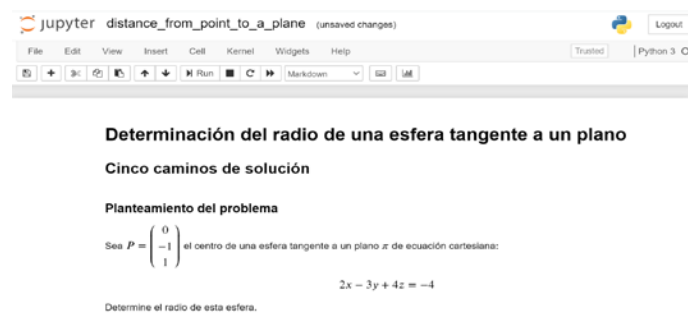 jupyter distance_from_point_to_a_plane (unsaved changes) Logout
File Edit View Insert Cell Kernel Widgets Help Trusted Python 3 O
Run Markdown
Determinación del radio de una esfera tangente a un plano
Cinco caminos de solución
Planteamiento del problema
0
Sea P = −1 el centro de una esfera tangente a un plano π de ecuación cartesiana:
1
2x − 3y + 4z = −4
Determine el radio de esta esfera.